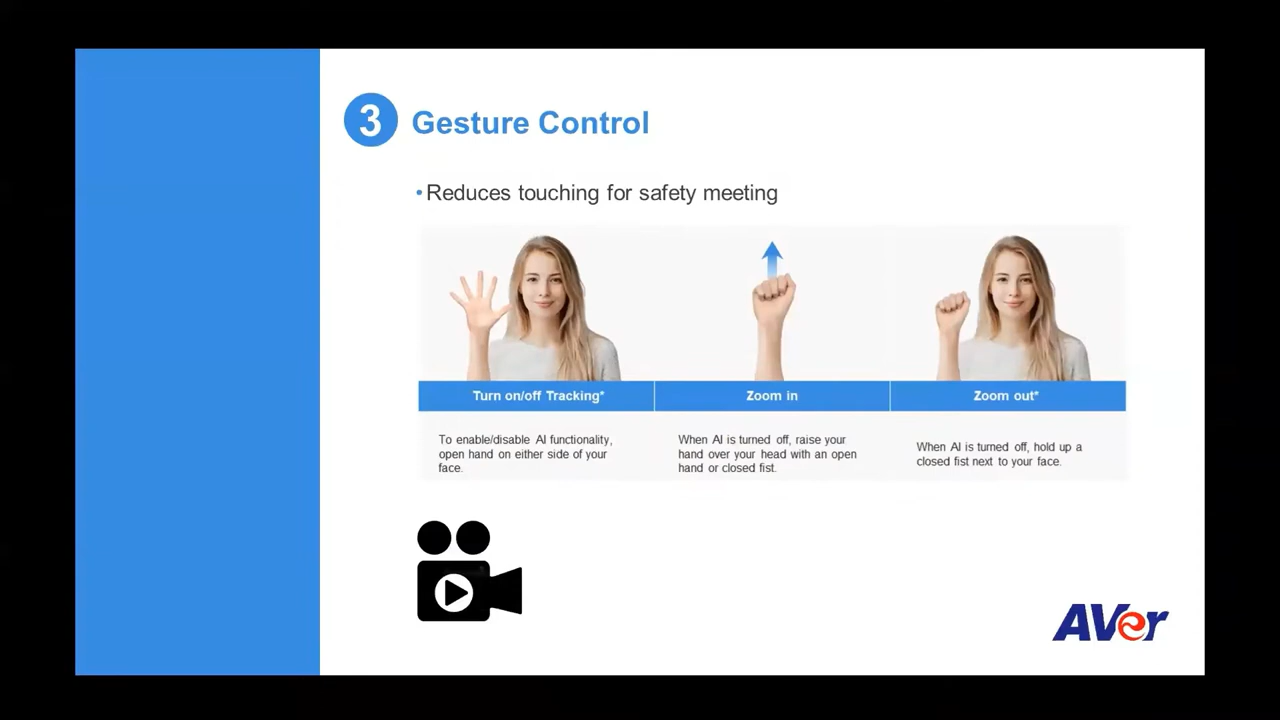 3 Gesture Control
•Reduces touching for safety meeting
Turn on/off Tracking*
To enable/disable AI functionality,
open hand on either side of your
face.
Zoom in
When AI is turned off, raise your
hand over your head with an open
hand or closed fist.
Zoom out*
When AI is turned off, hold up a
closed fist next to your face.
AVer